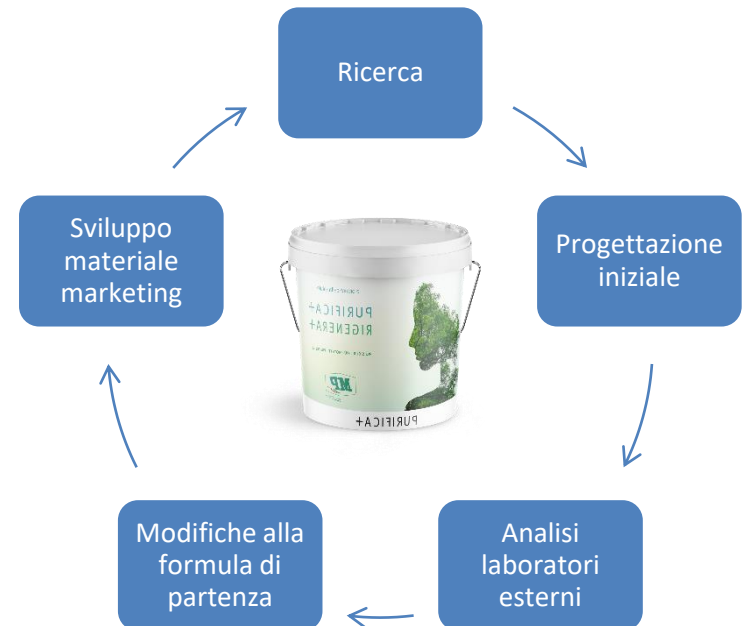 Ricerca
Progettazione
iniziale
Analisi
laboratori
esterni
Modifiche alla
formula di
partenza
Sviluppo
materiale
marketing
PURIFICA+
RIGENERA+
MP
PURIFICA+